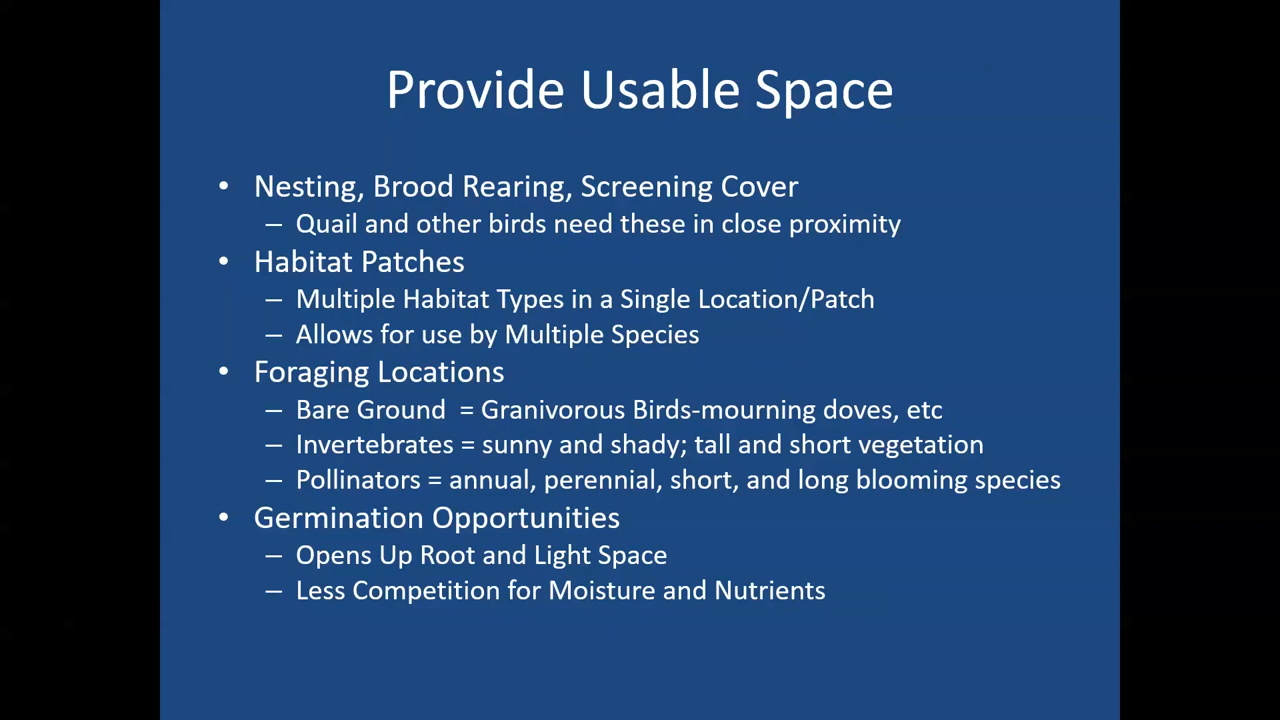 Provide Usable Space
• Nesting, Brood Rearing, Screening Cover
– Quail and other birds need these in close proximity
• Habitat Patches
– Multiple Habitat Types in a Single Location/Patch
– Allows for use by Multiple Species
• Foraging Locations
– Bare Ground  = Granivorous Birds-mourning doves, etc
– Invertebrates = sunny and shady; tall and short vegetation
– Pollinators = annual, perennial, short, and long blooming species
• Germination Opportunities
– Opens Up Root and Light Space
– Less Competition for Moisture and Nutrients